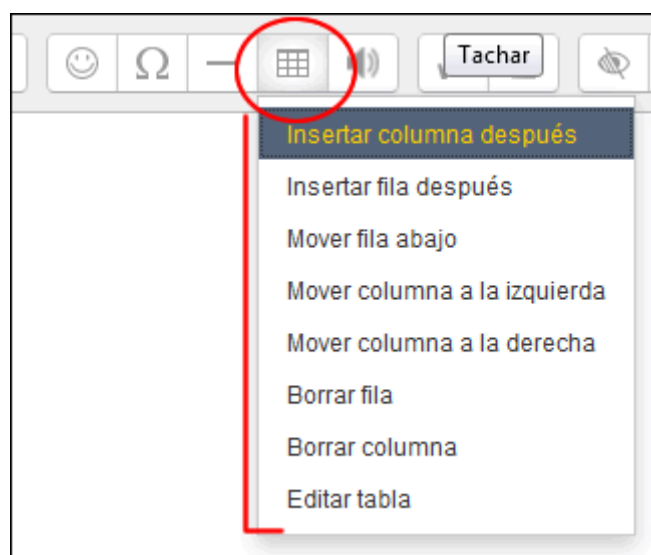 Ω
Tachar
Insertar columna después
Insertar fila después
Mover fila abajo
Mover columna a la izquierda
Mover columna a la derecha
Borrar fila
Borrar columna
Editar tabla